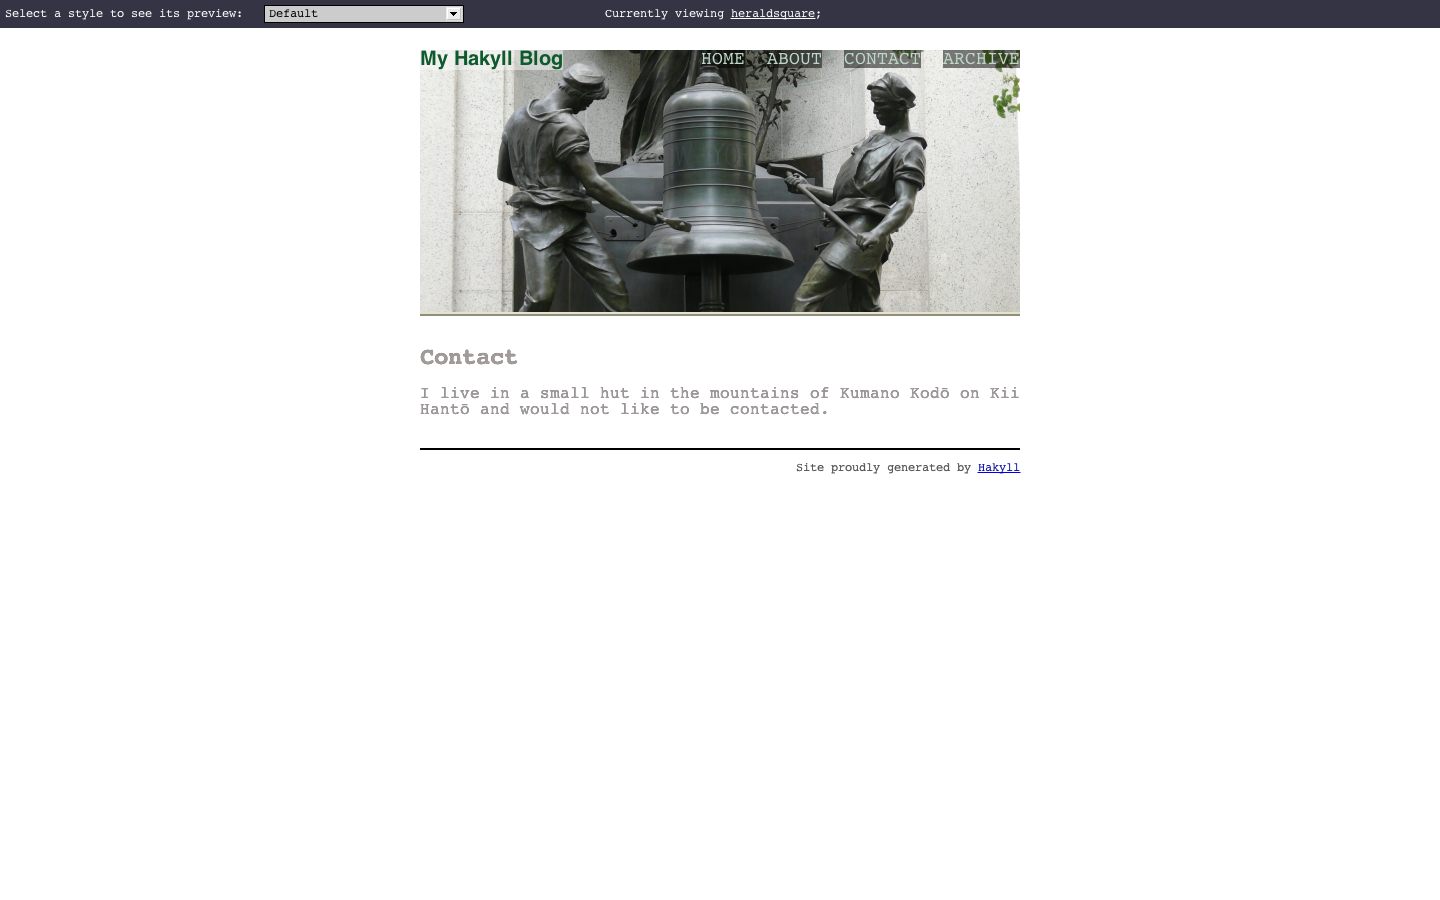 Select a style to see its preview: Default Currently viewing heraldsquare;
My Hakyll Blog HOME ABOUT CONTACT ARCHIVE
Contact
I live in a small hut in the mountains of Kumano Kodō on Kii
Hantō and would not like to be contacted.
Site proudly generated by Hakyll